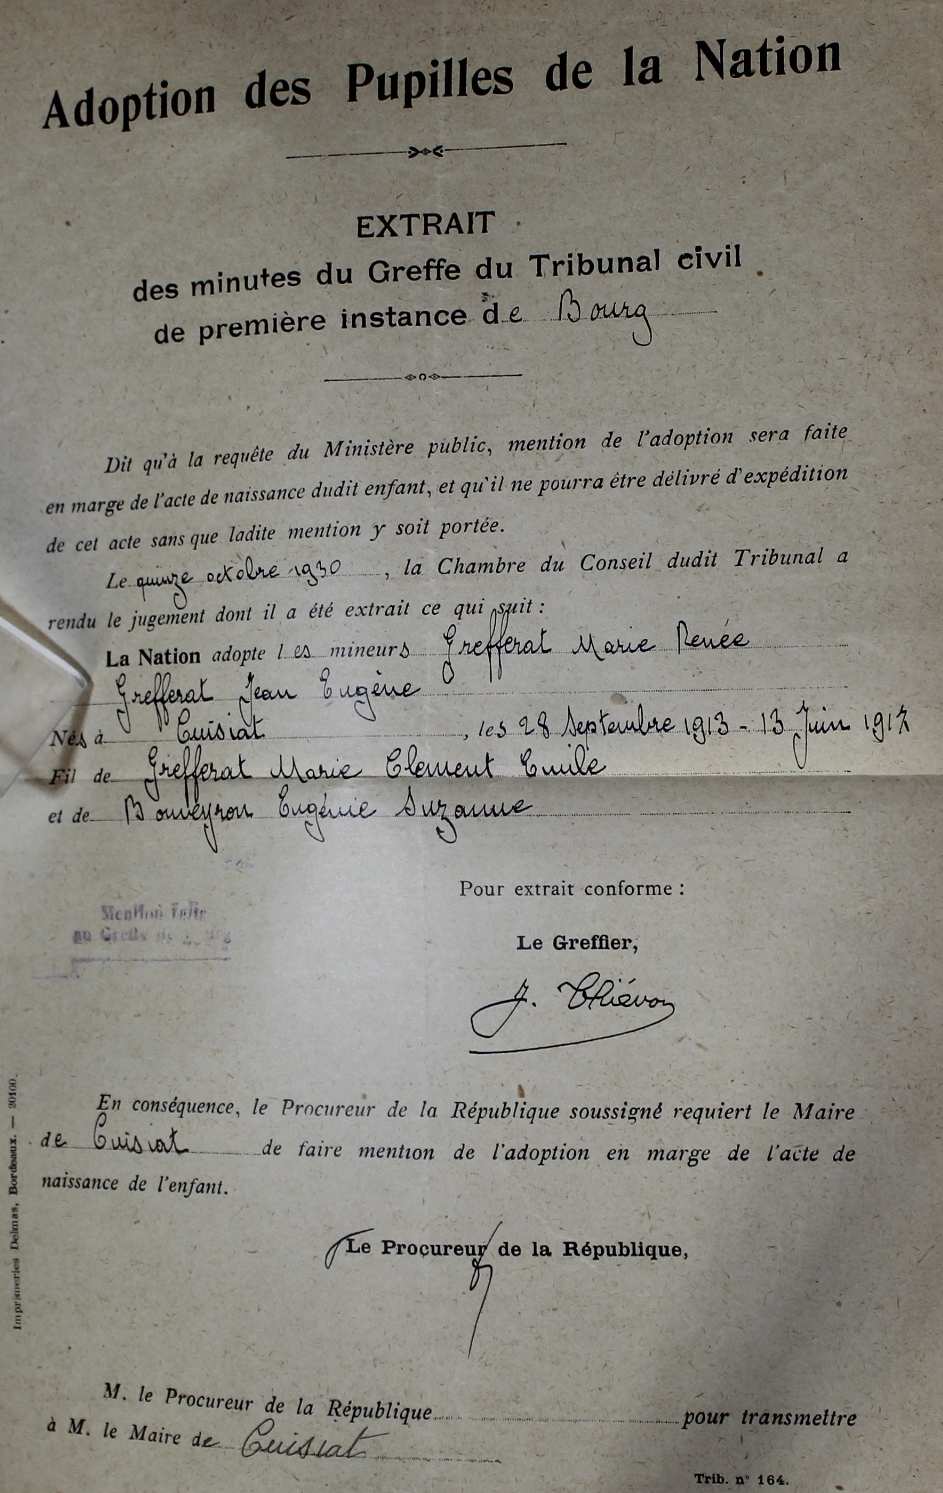 Adoption des Pupilles de la Nation
EXTRAIT
des minutes du Greffe du Tribunal civil
de première instance de Bourg
Dit qu'à la requête du Ministère public, mention de l'adoption sera faite
en marge de l'acte de naissance dudit enfant, et qu'il ne pourra être délivré d'expédition
de cet acte sans que ladite mention y soit portée.
Le quinze octobre 1930, la Chambre du Conseil dudit Tribunal a
rendu le jugement dont il a été extrait ce qui suit :
La Nation adopte les mineurs Grefferat Marie Renée
Grefferat Jean Eugène
Nés à Cuisiat, les 28 Septembre 1913 - 13 Juin 1917
Fil de Grefferat Marie Clement Emile
et de Bouveyron Eugénie Suzanne
Pour extrait conforme :
Mention faite
au Greffe de
Le Greffier,
J. Thiévon
En conséquence, le Procureur de la République soussigné requiert le Maire
de Cuisiat de faire mention de l'adoption en marge de l'acte de
naissance de l'enfant.
Le Procureur de la République,
M. le Procureur de la République pour transmettre
à M. le Maire de Cuisiat
Trib. n° 164.
Imprimeries Delmas, Bordeaux. — 20100.